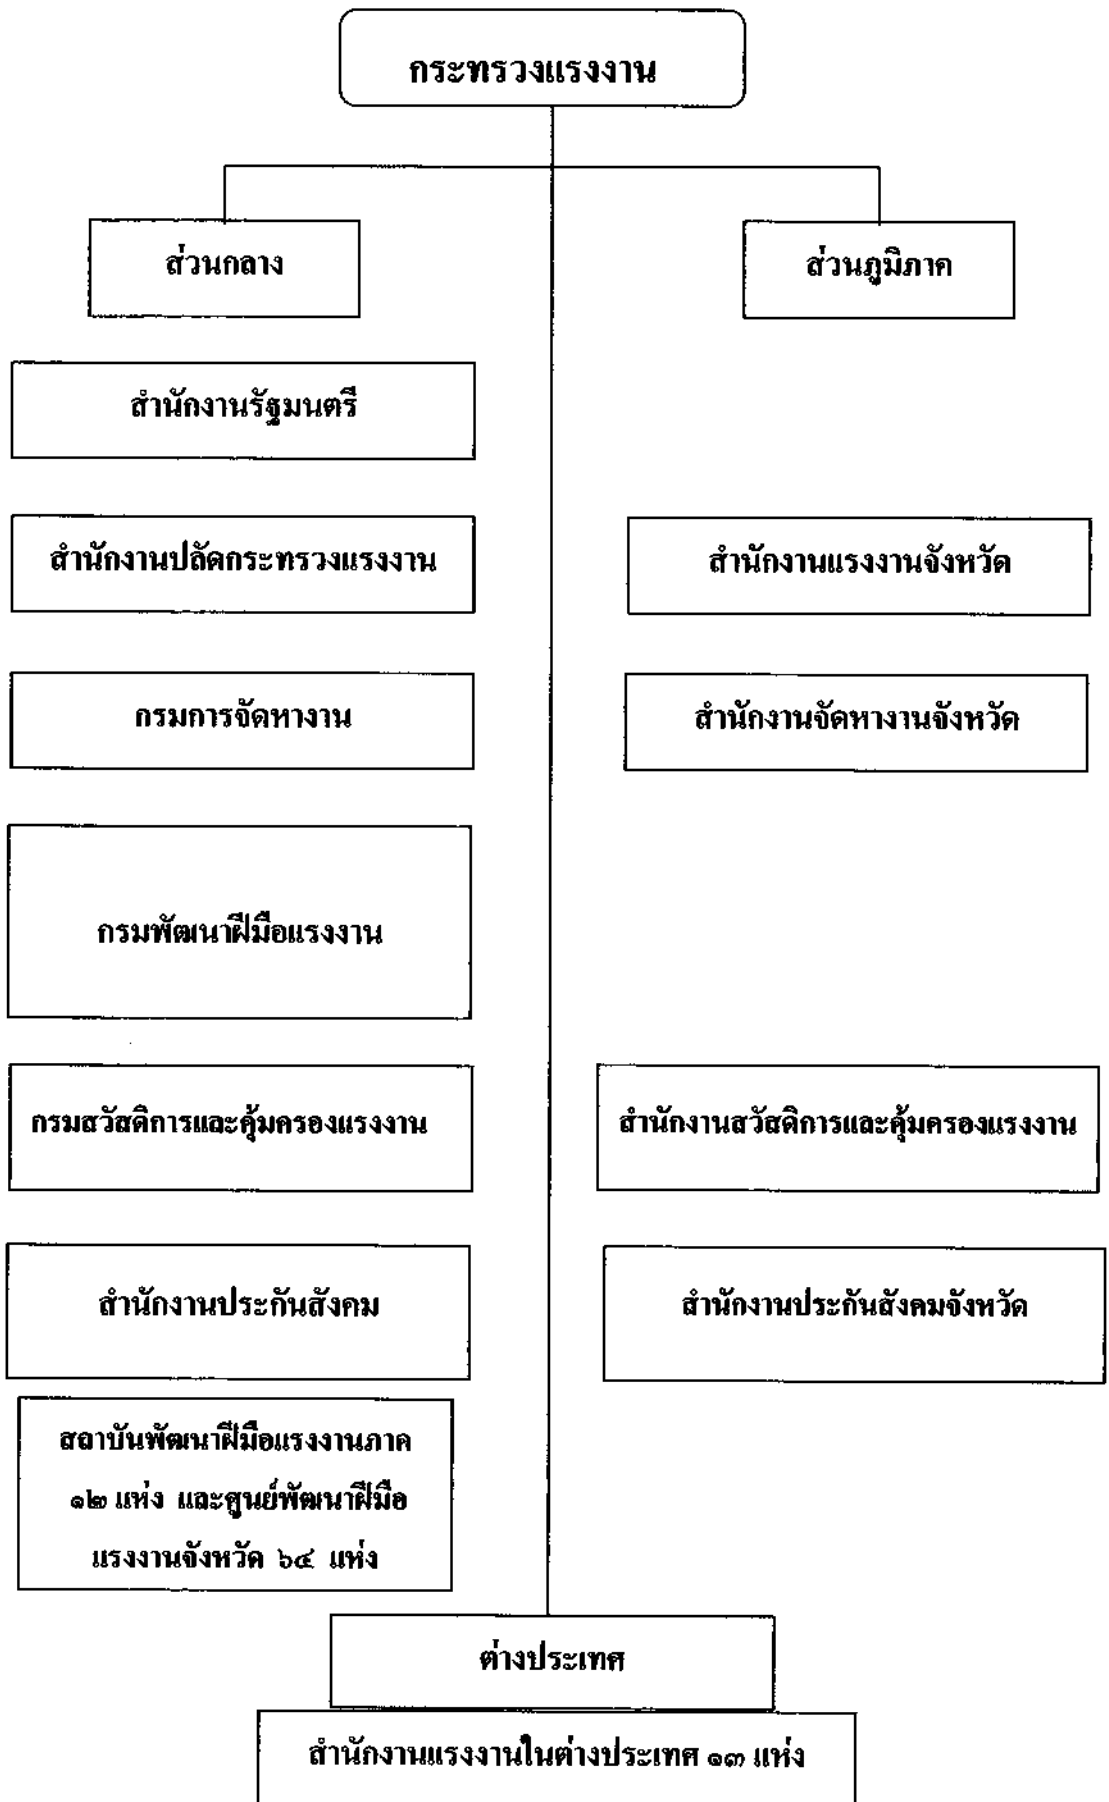 กระทรวงแรงงาน
ส่วนกลาง
ส่วนภูมิภาค
สำนักงานรัฐมนตรี
สำนักงานปลัดกระทรวงแรงงาน
สำนักงานแรงงานจังหวัด
กรมการจัดหางาน
สำนักงานจัดหางานจังหวัด
กรมพัฒนาฝีมือแรงงาน
กรมสวัสดิการและคุ้มครองแรงงาน
สำนักงานสวัสดิการและคุ้มครองแรงงาน
สำนักงานประกันสังคม
สำนักงานประกันสังคมจังหวัด
สถาบันพัฒนาฝีมือแรงงานภาค
๑๒ แห่ง และศูนย์พัฒนาฝีมือ
แรงงานจังหวัด ๖๔ แห่ง
ต่างประเทศ
สำนักงานแรงงานในต่างประเทศ ๑๓ แห่ง